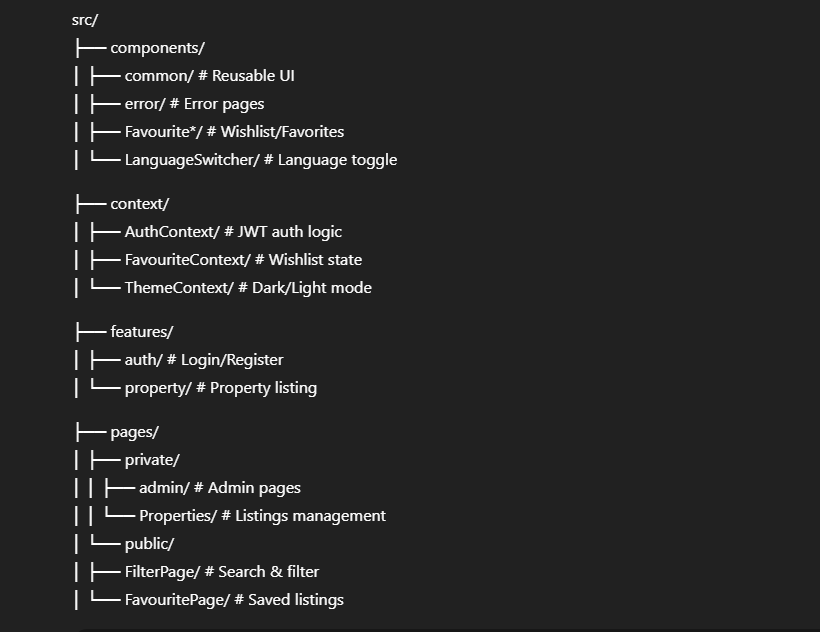 src/
├── components/
│ ├── common/ # Reusable UI
│ ├── error/ # Error pages
│ ├── Favourite*/ # Wishlist/Favorites
│ └── LanguageSwitcher/ # Language toggle
├── context/
│ ├── AuthContext/ # JWT auth logic
│ ├── FavouriteContext/ # Wishlist state
│ └── ThemeContext/ # Dark/Light mode
├── features/
│ ├── auth/ # Login/Register
│ └── property/ # Property listing
├── pages/
│ ├── private/
│ │ ├── admin/ # Admin pages
│ │ └── Properties/ # Listings management
│ └── public/
│ ├── FilterPage/ # Search & filter
│ └── FavouritePage/ # Saved listings